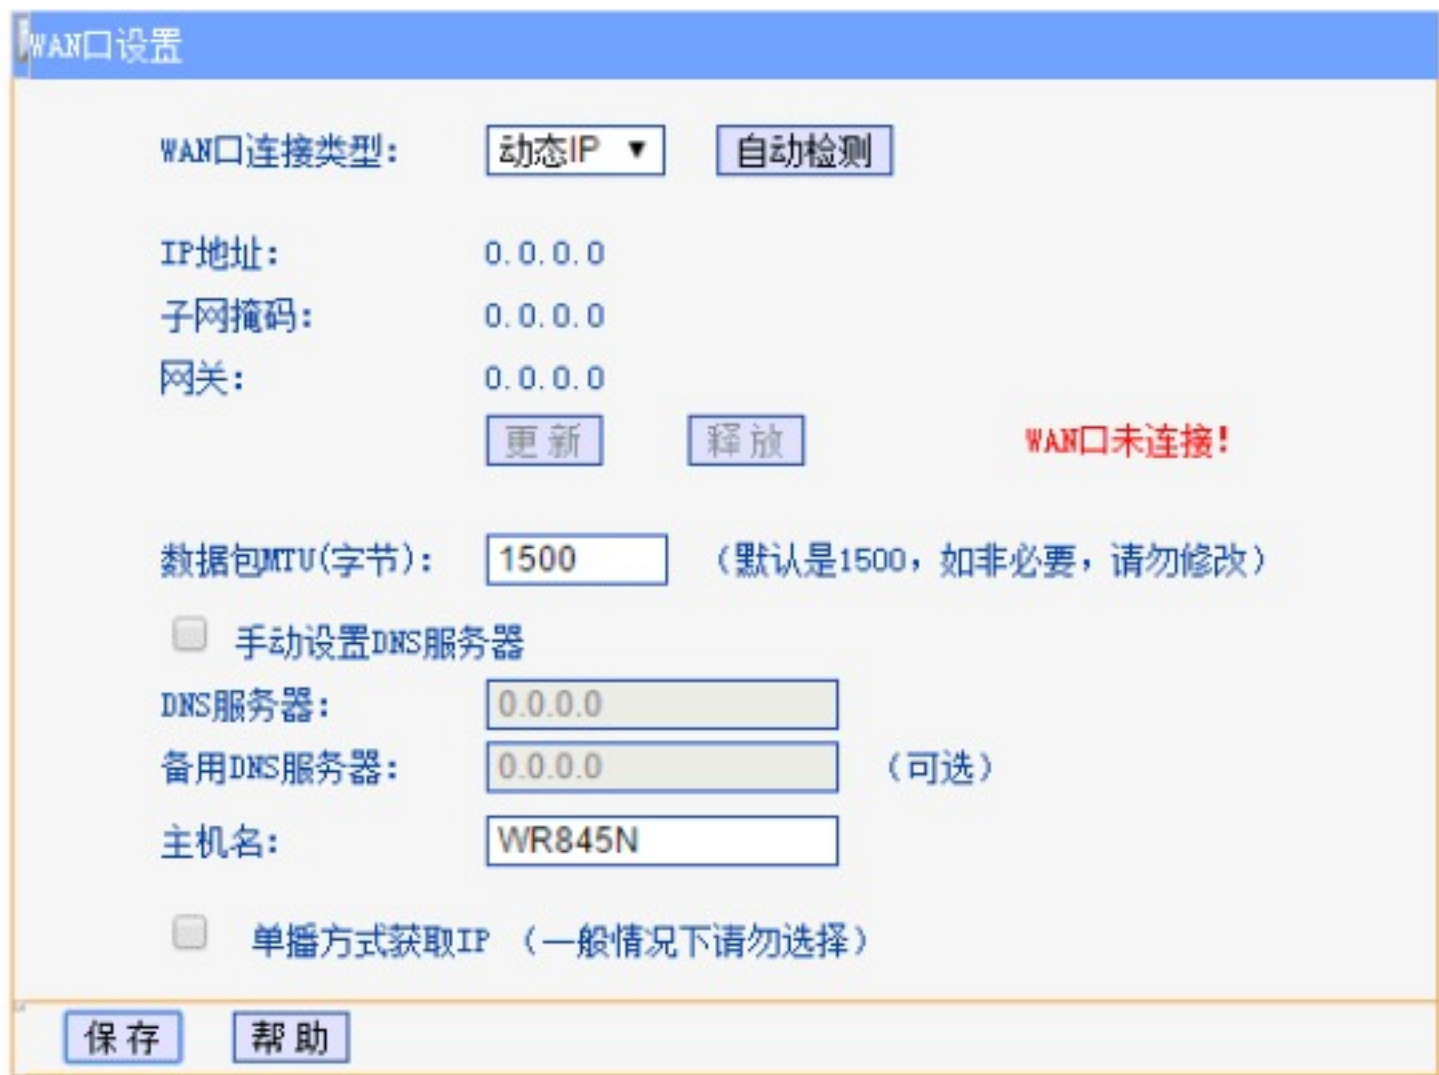 WAN口设置
WAN口连接类型: 动态IP 自动检测
IP地址: 0.0.0.0
子网掩码: 0.0.0.0
网关: 0.0.0.0
更新 释放 WAN口未连接!
数据包MTU(字节): 1500 (默认是1500，如非必要，请勿修改)
手动设置DNS服务器
DNS服务器: 0.0.0.0
备用DNS服务器: 0.0.0.0 (可选)
主机名: WR845N
单播方式获取IP (一般情况下请勿选择)
保存 帮助